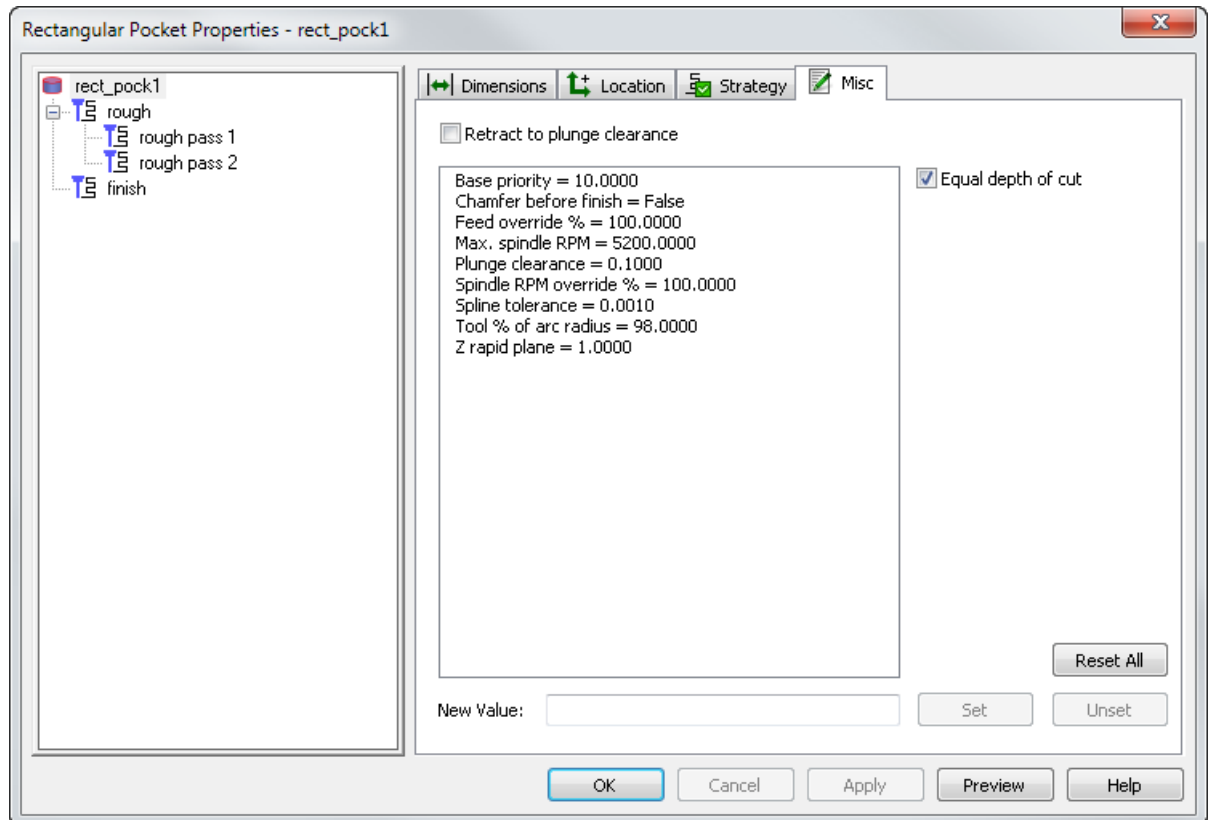 Rectangular Pocket Properties - rect_pock1
rect_pock1
rough
rough pass 1
rough pass 2
finish
Dimensions Location Strategy Misc
Retract to plunge clearance
Base priority = 10.0000
Chamfer before finish = False
Feed override % = 100.0000
Max. spindle RPM = 5200.0000
Plunge clearance = 0.1000
Spindle RPM override % = 100.0000
Spline tolerance = 0.0010
Tool % of arc radius = 98.0000
Z rapid plane = 1.0000
Equal depth of cut
Reset All
New Value: Set Unset
OK Cancel Apply Preview Help